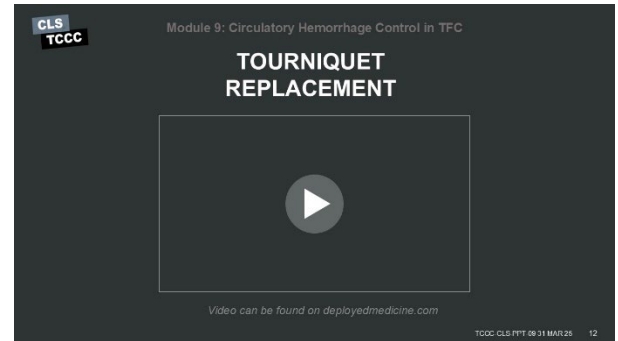 CLS
TCCC
Module 9: Circulatory Hemorrhage Control in TFC
TOURNIQUET
REPLACEMENT
Video can be found on deployedmedicine.com
TCCC-CLS-PPT-09 31 MAR 25 12